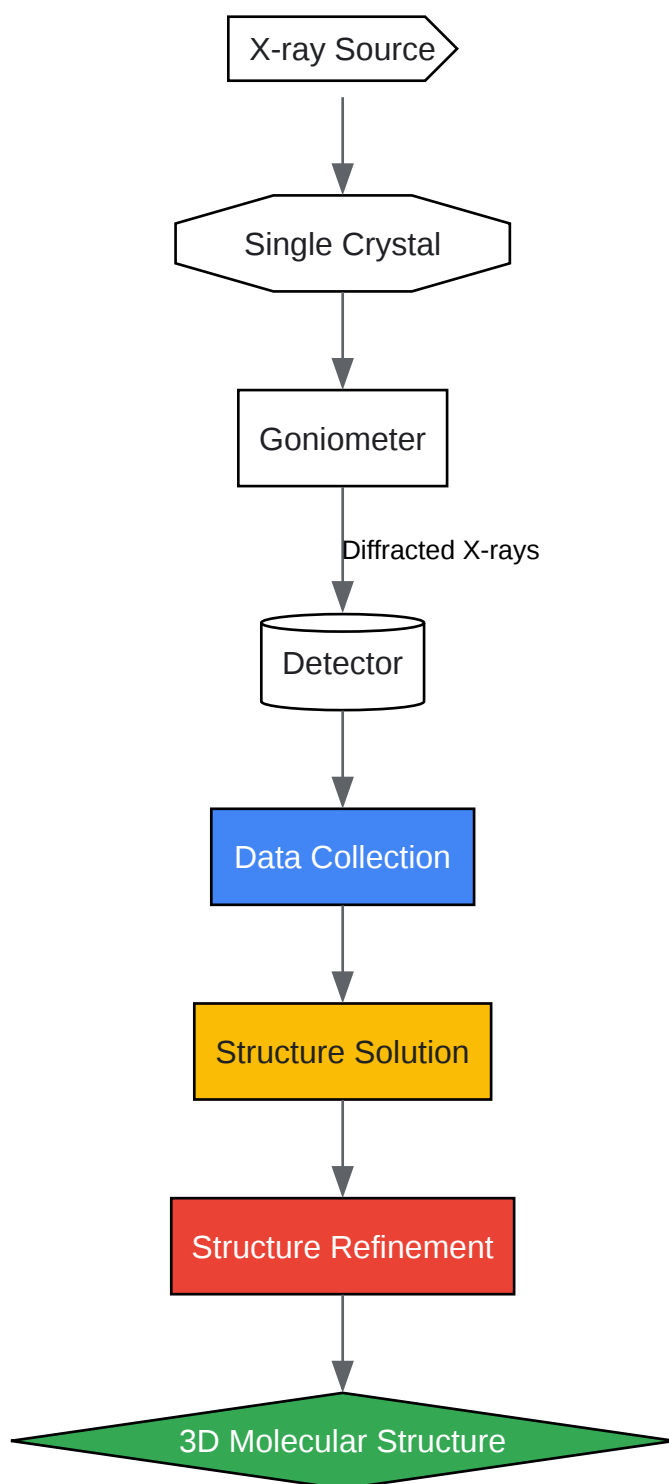 X-ray Source
Single Crystal
Goniometer
Diffracted X-rays
Detector
Data Collection
Structure Solution
Structure Refinement
3D Molecular Structure